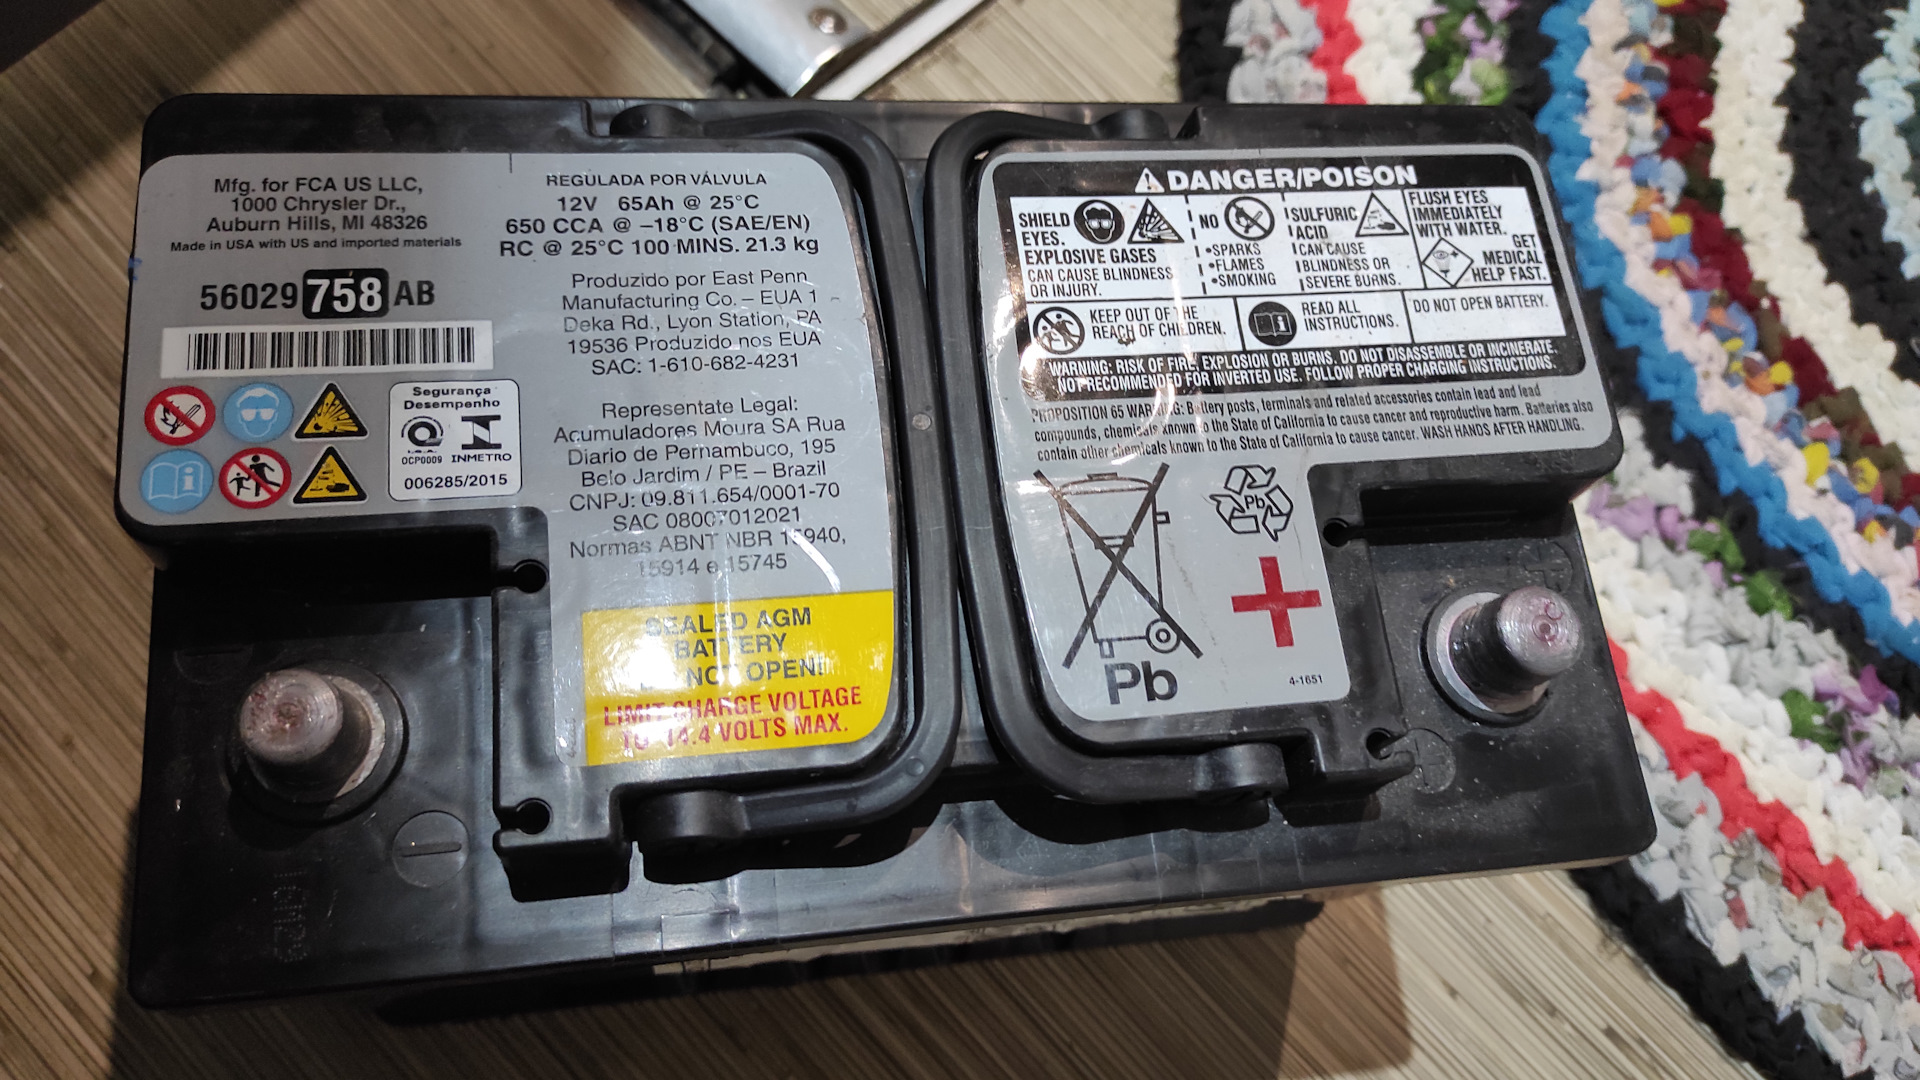 Mfg. for FCA US LLC,
1000 Chrysler Dr.,
Auburn Hills, MI 48326
Made in USA with US and imported materials
56029 758 AB
Segurança
Desempenho
OCP0009 INMETRO
006285/2015
REGULADA POR VÁLVULA
12V 65Ah @ 25°C
650 CCA @ –18°C (SAE/EN)
RC @ 25°C 100 MINS. 21.3 kg
Produzido por East Penn
Manufacturing Co. – EUA 1
Deka Rd., Lyon Station, PA
19536 Produzido nos EUA
SAC: 1-610-682-4231
Representate Legal:
Acumuladores Moura SA Rua
Diario de Pernambuco, 195
Belo Jardim / PE – Brazil
CNPJ: 09.811.654/0001-70
SAC 08007012021
Normas ABNT NBR 15940,
15914 e 15745
SEALED AGM
BATTERY
DO NOT OPEN!
LIMIT CHARGE VOLTAGE
TO 14.4 VOLTS MAX.
DANGER/POISON
SHIELD
EYES.
EXPLOSIVE GASES
CAN CAUSE BLINDNESS
OR INJURY.
NO
•SPARKS
•FLAMES
•SMOKING
SULFURIC
ACID
CAN CAUSE
BLINDNESS OR
SEVERE BURNS.
FLUSH EYES
IMMEDIATELY
WITH WATER.
GET
MEDICAL
HELP FAST.
KEEP OUT OF THE
REACH OF CHILDREN.
READ ALL
INSTRUCTIONS.
DO NOT OPEN BATTERY.
WARNING: RISK OF FIRE, EXPLOSION OR BURNS. DO NOT DISASSEMBLE OR INCINERATE.
NOT RECOMMENDED FOR INVERTED USE. FOLLOW PROPER CHARGING INSTRUCTIONS.
PROPOSITION 65 WARNING: Battery posts, terminals and related accessories contain lead and lead
compounds, chemicals known to the State of California to cause cancer and reproductive harm. Batteries also
contain other chemicals known to the State of California to cause cancer. WASH HANDS AFTER HANDLING.
Pb
Pb
4-1651